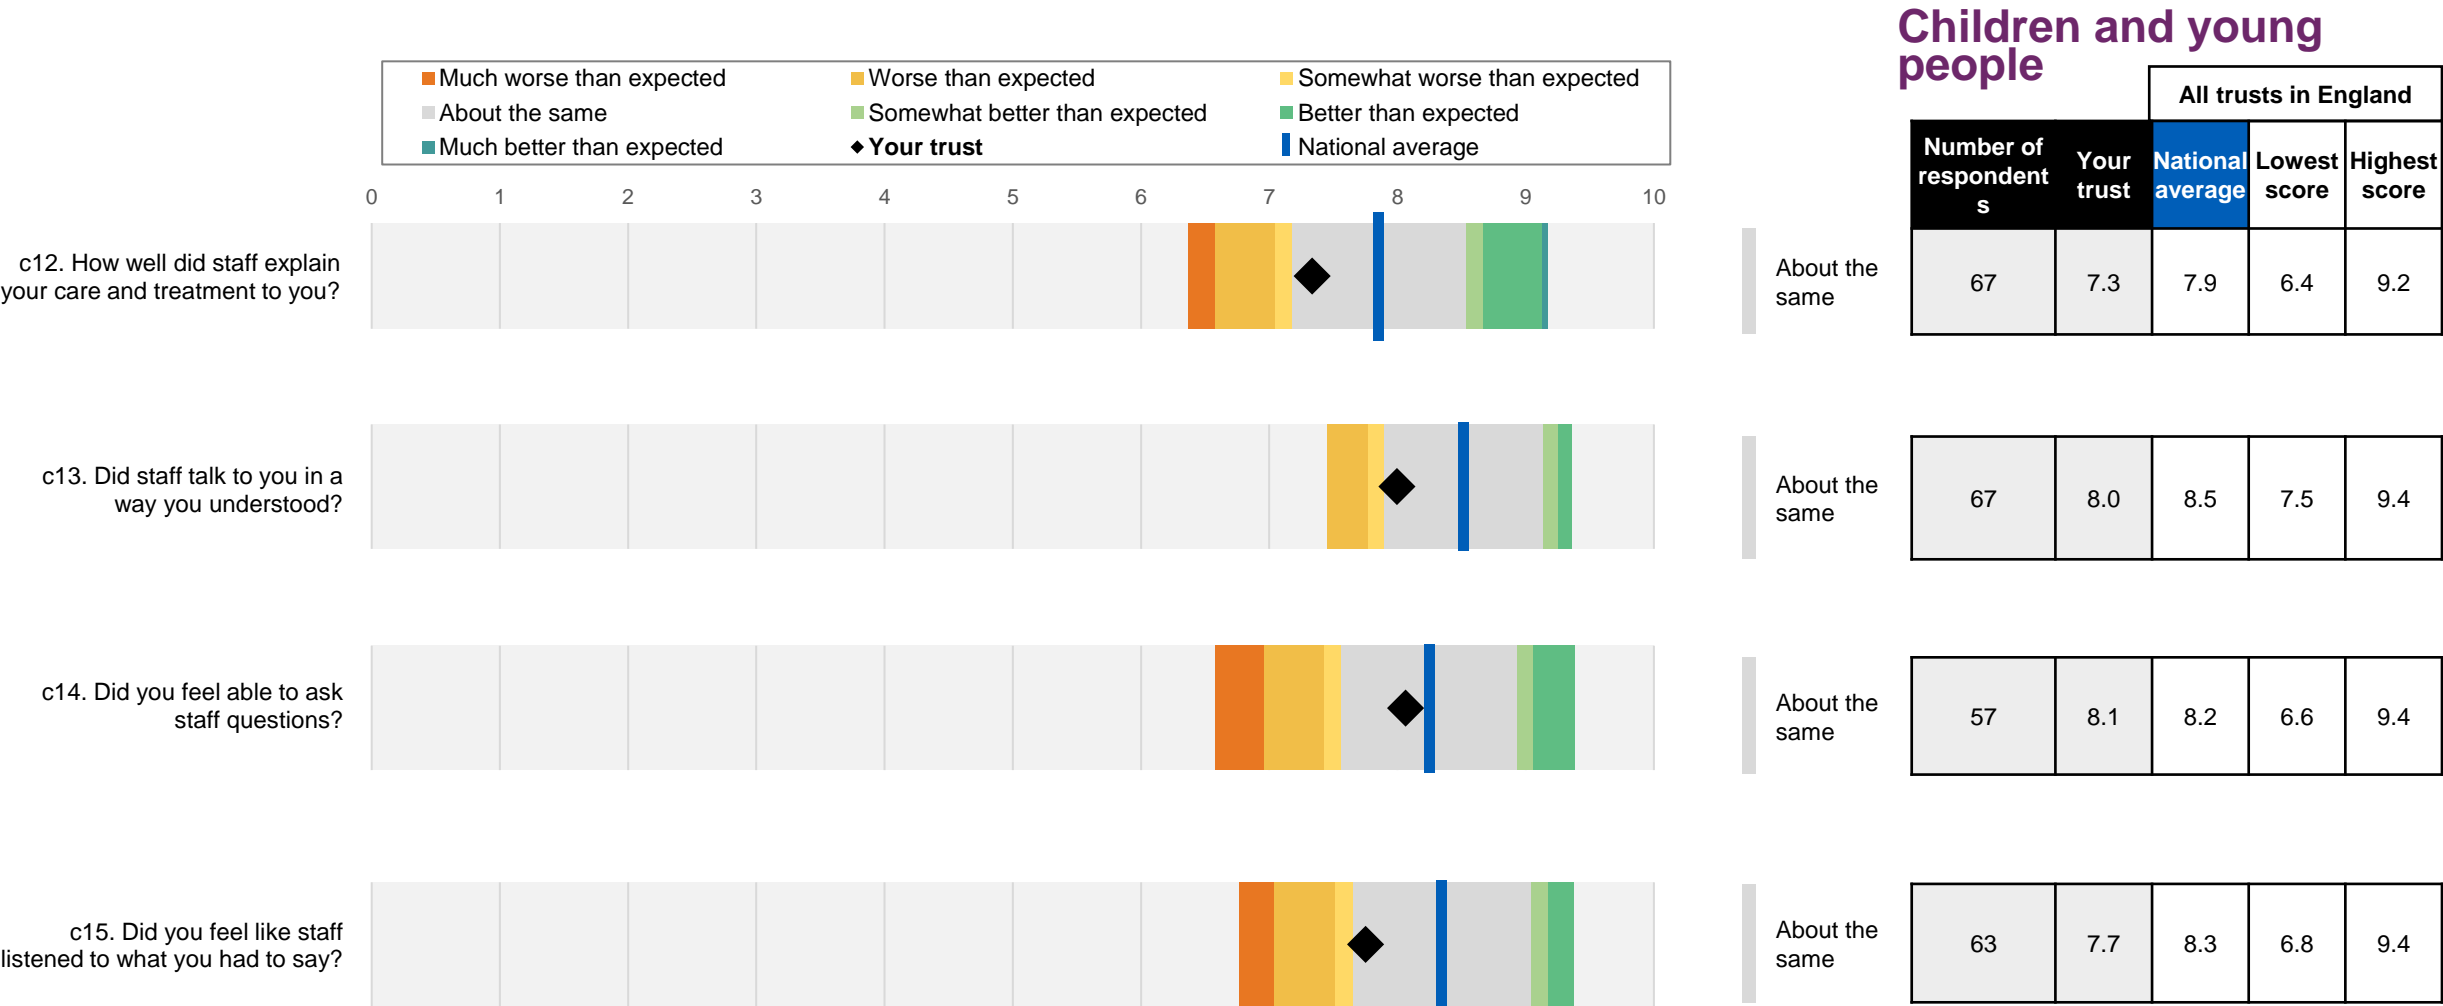 Children and young
people
Much worse than expected
Worse than expected
Somewhat worse than expected
About the same
Somewhat better than expected
Better than expected
Much better than expected
Your trust
National average
All trusts in England
Number of
respondent
s
Your
trust
National
average
Lowest
score
Highest
score
0 1 2 3 4 5 6 7 8 9 10
c12. How well did staff explain
your care and treatment to you?
About the
same
67 7.3 7.9 6.4 9.2
c13. Did staff talk to you in a
way you understood?
About the
same
67 8.0 8.5 7.5 9.4
c14. Did you feel able to ask
staff questions?
About the
same
57 8.1 8.2 6.6 9.4
c15. Did you feel like staff
listened to what you had to say?
About the
same
63 7.7 8.3 6.8 9.4